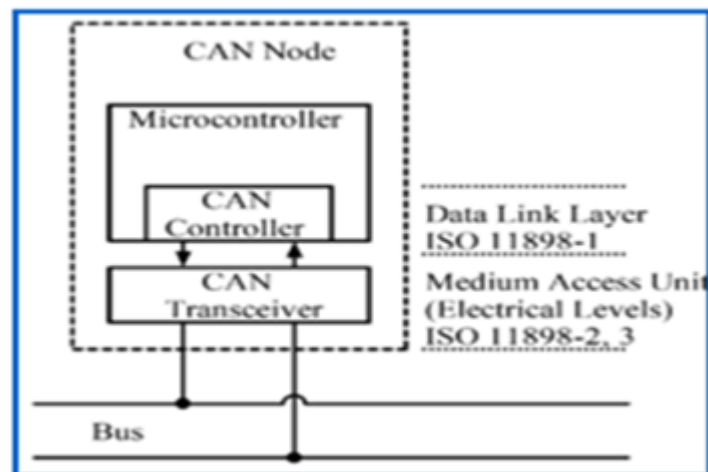 CAN Node
Microcontroller
CAN
Controller
Data Link Layer
ISO 11898-1
CAN
Transceiver
Medium Access Unit
(Electrical Levels)
ISO 11898-2, 3
Bus